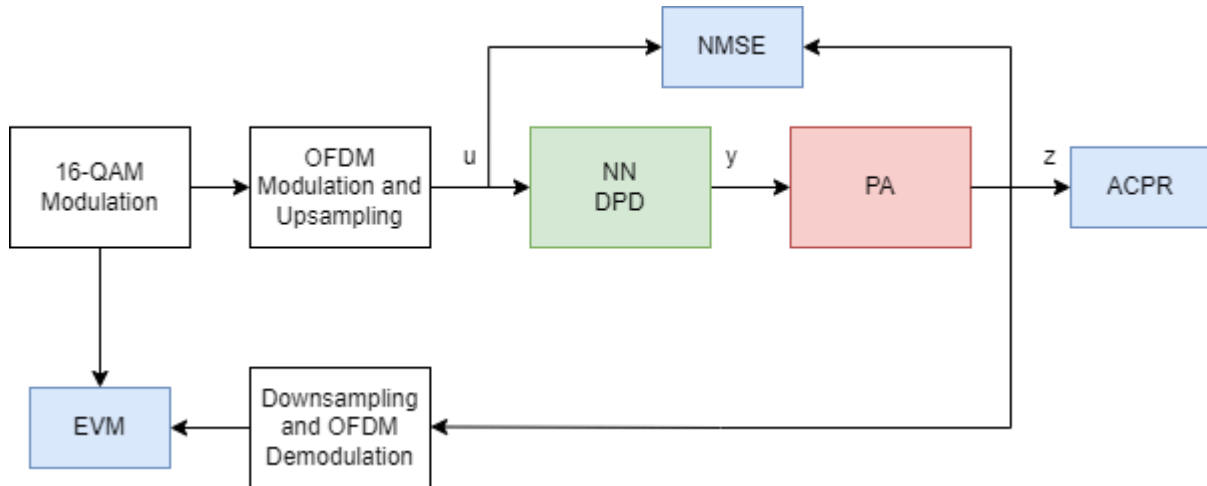 NMSE
16-QAM
Modulation
OFDM
Modulation and
Upsampling
u
NN
DPD
y
PA
z
ACPR
EVM
Downsampling
and OFDM
Demodulation